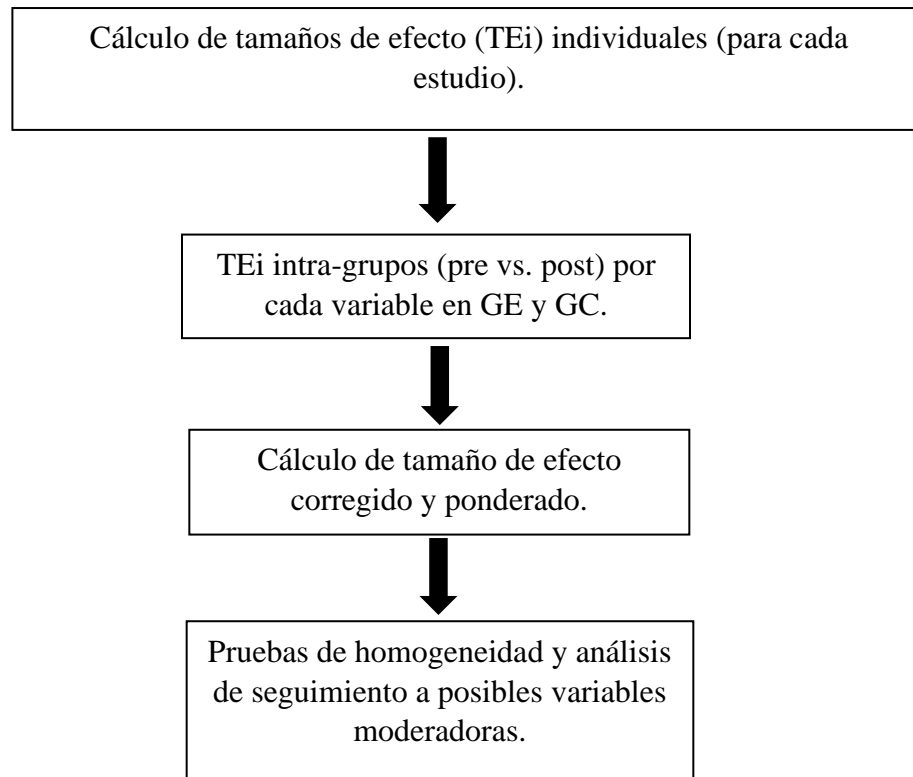 Cálculo de tamaños de efecto (TEi) individuales (para cada
estudio).
TEi intra-grupos (pre vs. post) por
cada variable en GE y GC.
Cálculo de tamaño de efecto
corregido y ponderado.
Pruebas de homogeneidad y análisis
de seguimiento a posibles variables
moderadoras.